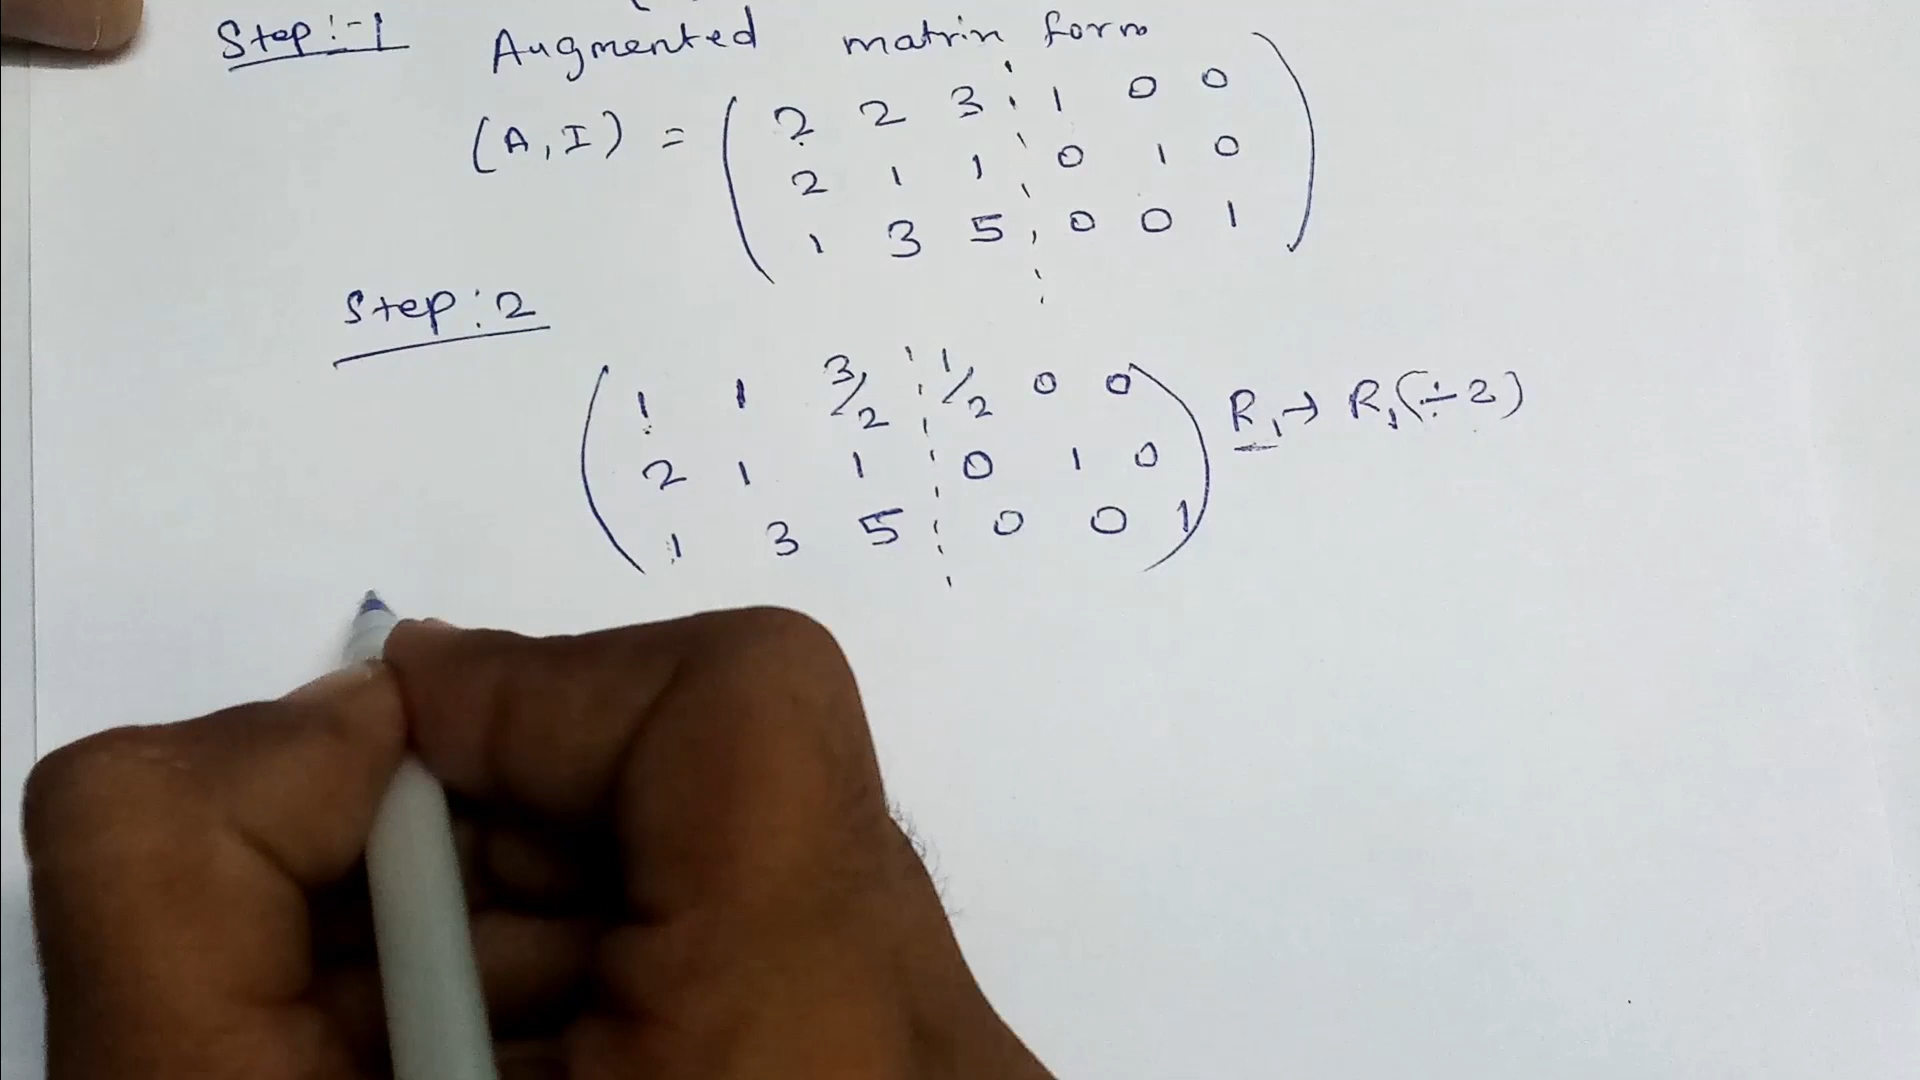 Step:-1 Augmented matrix form
(A, I) = ( 2 2 3 ¦ 1 0 0
2 1 1 ¦ 0 1 0
1 3 5 ¦ 0 0 1 )
Step:2
( 1 1 3/2 ¦ 1/2 0 0 ) R₁→ R₁(÷2)
2 1 1 ¦ 0 1 0
1 3 5 ¦ 0 0 1